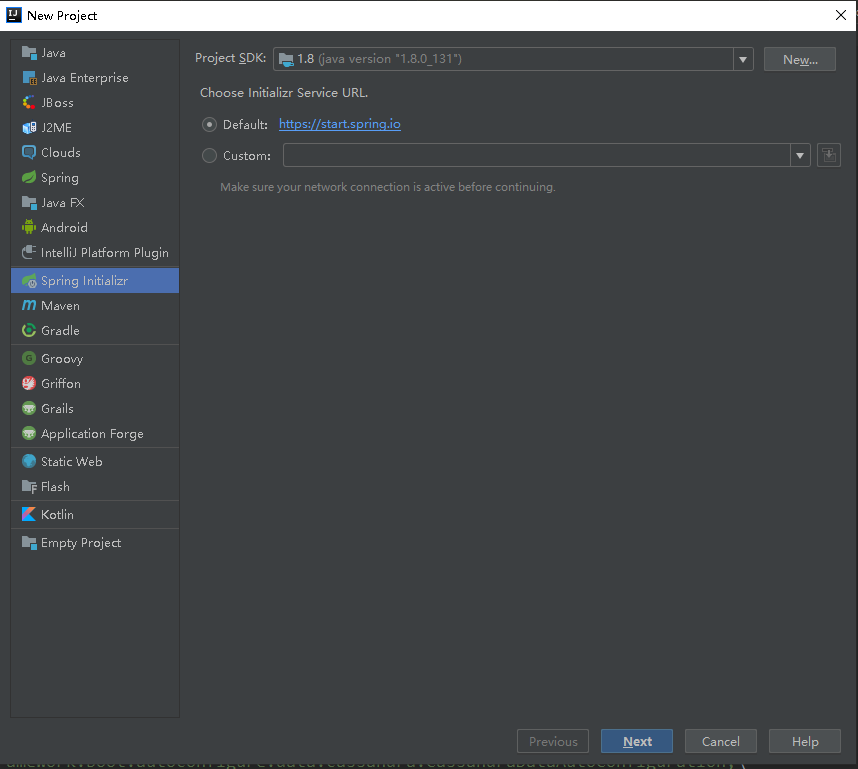 New Project
Java
Java Enterprise
JBoss
J2ME
Clouds
Spring
Java FX
Android
IntelliJ Platform Plugin
Spring Initializr
Maven
Gradle
Groovy
Griffon
Grails
Application Forge
Static Web
Flash
Kotlin
Empty Project
Project SDK: 1.8 (java version "1.8.0_131") New...
Choose Initializr Service URL.
Default: https://start.spring.io
Custom:
Make sure your network connection is active before continuing.
Previous Next Cancel Help